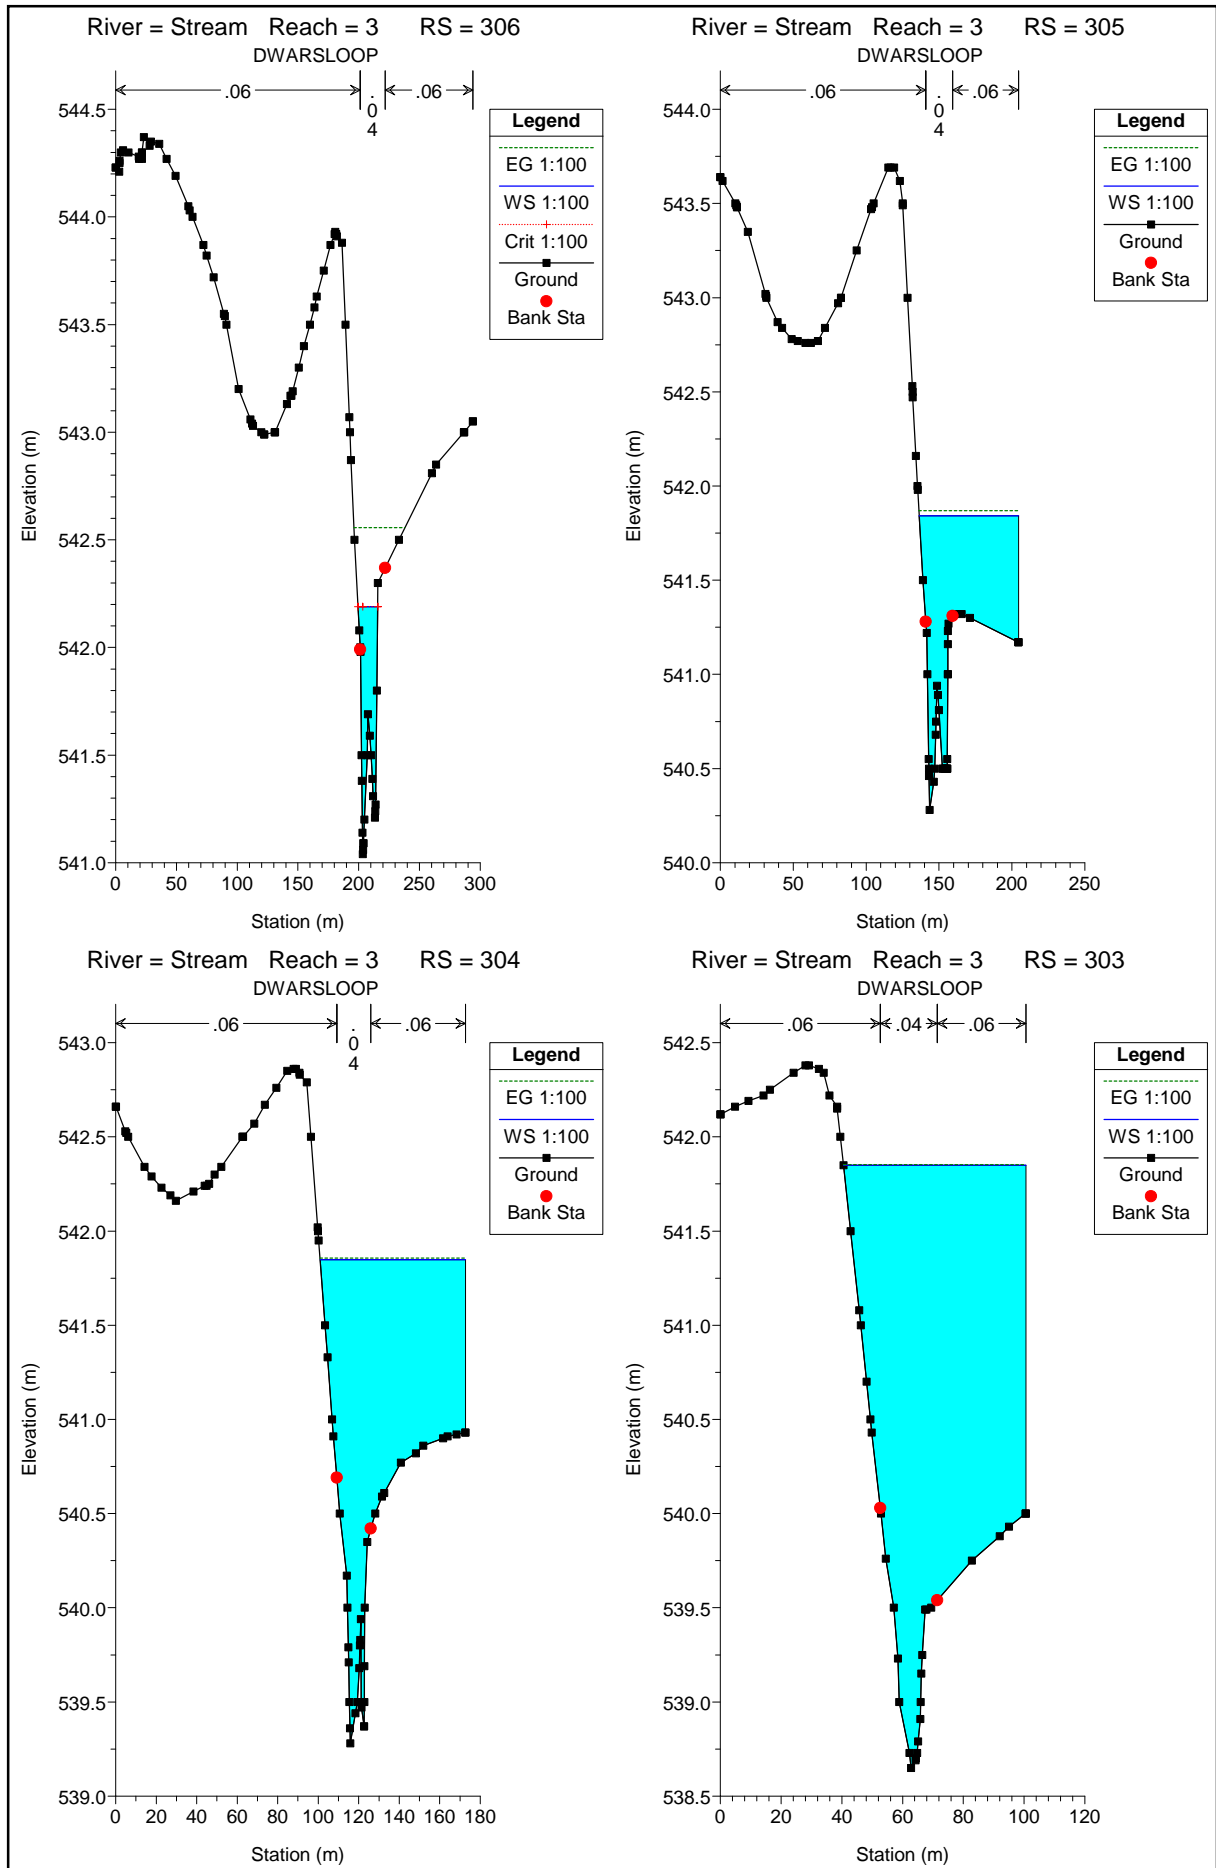 River = Stream Reach = 3 RS = 306
DWARSLOOP
.06
.04
.06
544.5
544.0
543.5
543.0
542.5
542.0
541.5
541.0
Elevation (m)
0 50 100 150 200 250 300
Station (m)
Legend
EG 1:100
WS 1:100
Crit 1:100
Ground
Bank Sta
River = Stream Reach = 3 RS = 305
DWARSLOOP
.06
.04
.06
544.0
543.5
543.0
542.5
542.0
541.5
541.0
540.5
540.0
Elevation (m)
0 50 100 150 200 250
Station (m)
Legend
EG 1:100
WS 1:100
Ground
Bank Sta
River = Stream Reach = 3 RS = 304
DWARSLOOP
.06
.04
.06
543.0
542.5
542.0
541.5
541.0
540.5
540.0
539.5
539.0
Elevation (m)
0 20 40 60 80 100 120 140 160 180
Station (m)
Legend
EG 1:100
WS 1:100
Ground
Bank Sta
River = Stream Reach = 3 RS = 303
DWARSLOOP
.06
.04
.06
542.5
542.0
541.5
541.0
540.5
540.0
539.5
539.0
538.5
Elevation (m)
0 20 40 60 80 100 120
Station (m)
Legend
EG 1:100
WS 1:100
Ground
Bank Sta